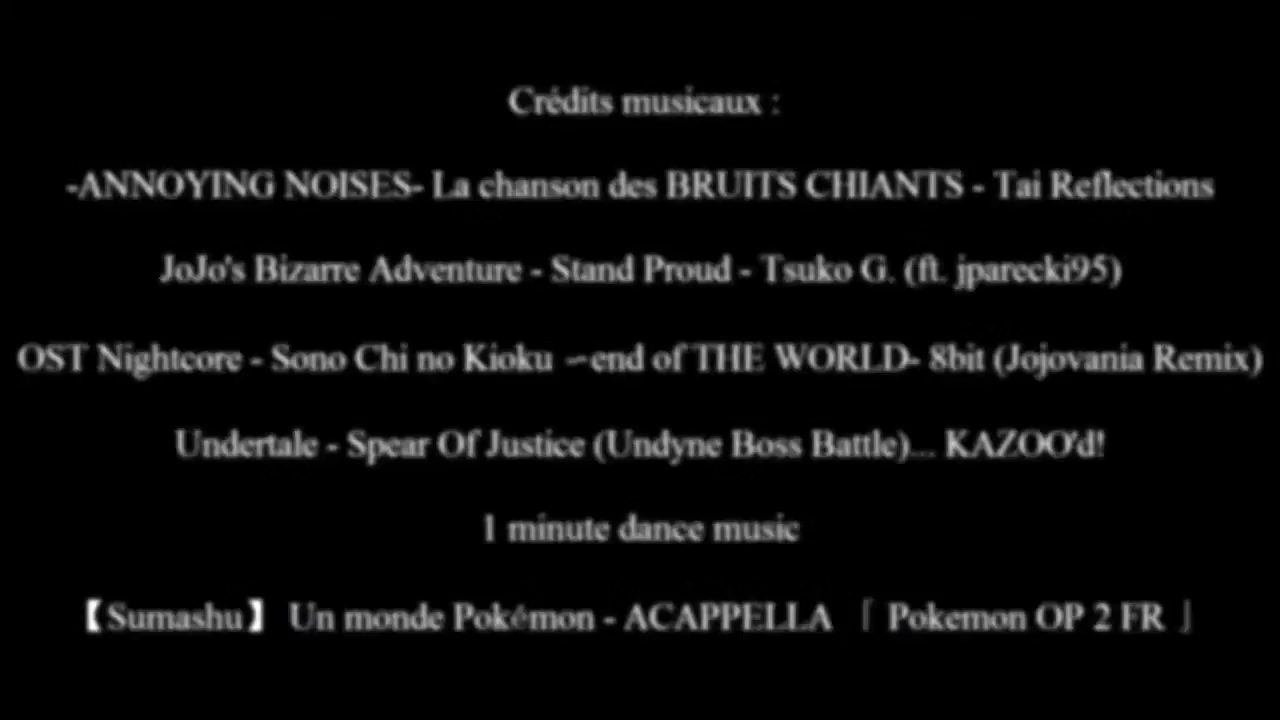 Crédits musicaux :
-ANNOYING NOISES- La chanson des BRUITS CHIANTS - Tai Reflections
JoJo's Bizarre Adventure - Stand Proud - Tsuko G. (ft. jparecki95)
OST Nightcore - Sono Chi no Kioku ~end of THE WORLD- 8bit (Jojovania Remix)
Undertale - Spear Of Justice (Undyne Boss Battle)... KAZOO'd!
1 minute dance music
【Sumashu】 Un monde Pokémon - ACAPPELLA 「 Pokemon OP 2 FR 」